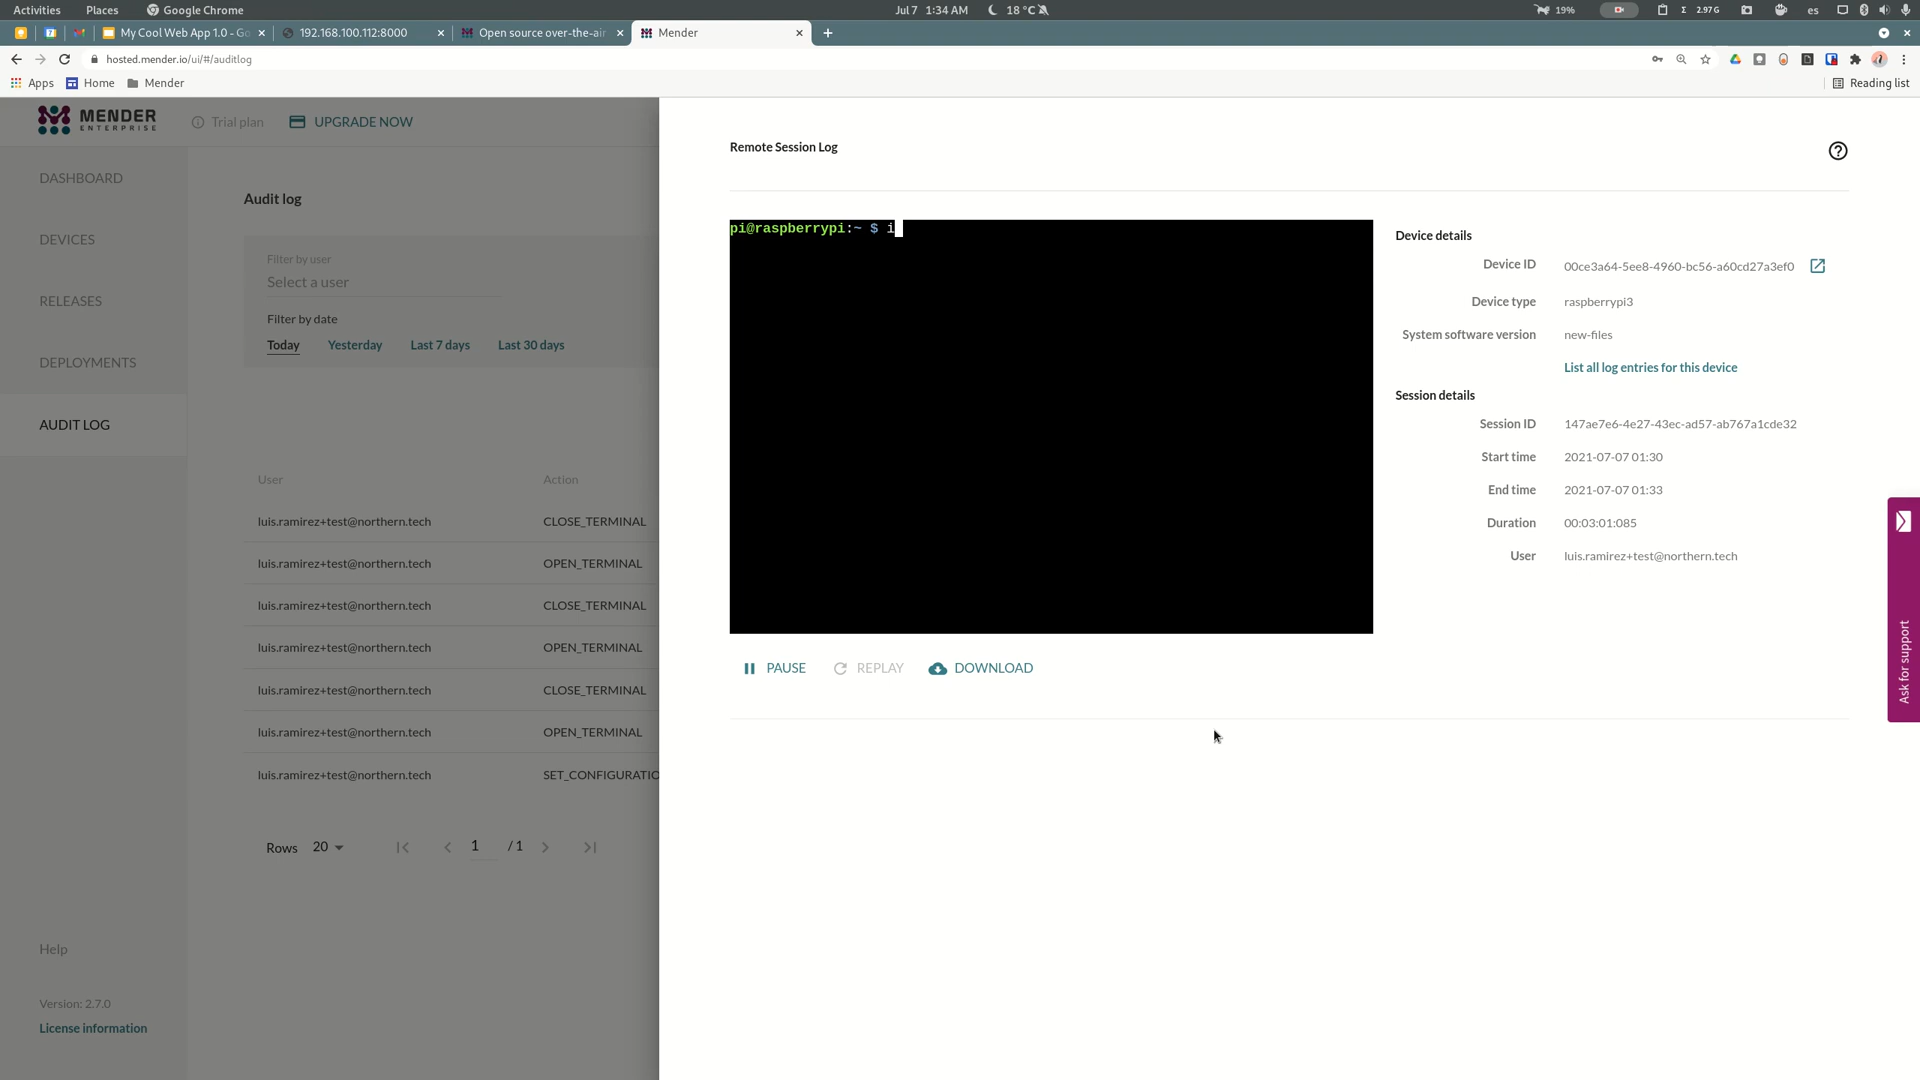 Activities Places Google Chrome Jul 7 1:34 AM 18 °C 19% Σ 2.97 G es
My Cool Web App 1.0 - Go 192.168.100.112:8000 Open source over-the-air Mender
hosted.mender.io/ui/#/auditlog
Apps Home Mender Reading list
MENDER
ENTERPRISE
Trial plan UPGRADE NOW
DASHBOARD
DEVICES
RELEASES
DEPLOYMENTS
AUDIT LOG
Help
Version: 2.7.0
License information
Audit log
Filter by user
Select a user
Filter by date
Today Yesterday Last 7 days Last 30 days
User Action
luis.ramirez+test@northern.tech CLOSE_TERMINAL
luis.ramirez+test@northern.tech OPEN_TERMINAL
luis.ramirez+test@northern.tech CLOSE_TERMINAL
luis.ramirez+test@northern.tech OPEN_TERMINAL
luis.ramirez+test@northern.tech CLOSE_TERMINAL
luis.ramirez+test@northern.tech OPEN_TERMINAL
luis.ramirez+test@northern.tech SET_CONFIGURATIO
Rows 20 1 / 1
Remote Session Log
pi@raspberrypi:~ $ i
PAUSE REPLAY DOWNLOAD
Device details
Device ID 00ce3a64-5ee8-4960-bc56-a60cd27a3ef0
Device type raspberrypi3
System software version new-files
List all log entries for this device
Session details
Session ID 147ae7e6-4e27-43ec-ad57-ab767a1cde32
Start time 2021-07-07 01:30
End time 2021-07-07 01:33
Duration 00:03:01:085
User luis.ramirez+test@northern.tech
Ask for support